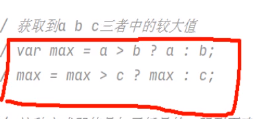 / 获取到a b c三者中的较大值
/ var max = a > b ? a : b;
/ max = max > c ? max : c;